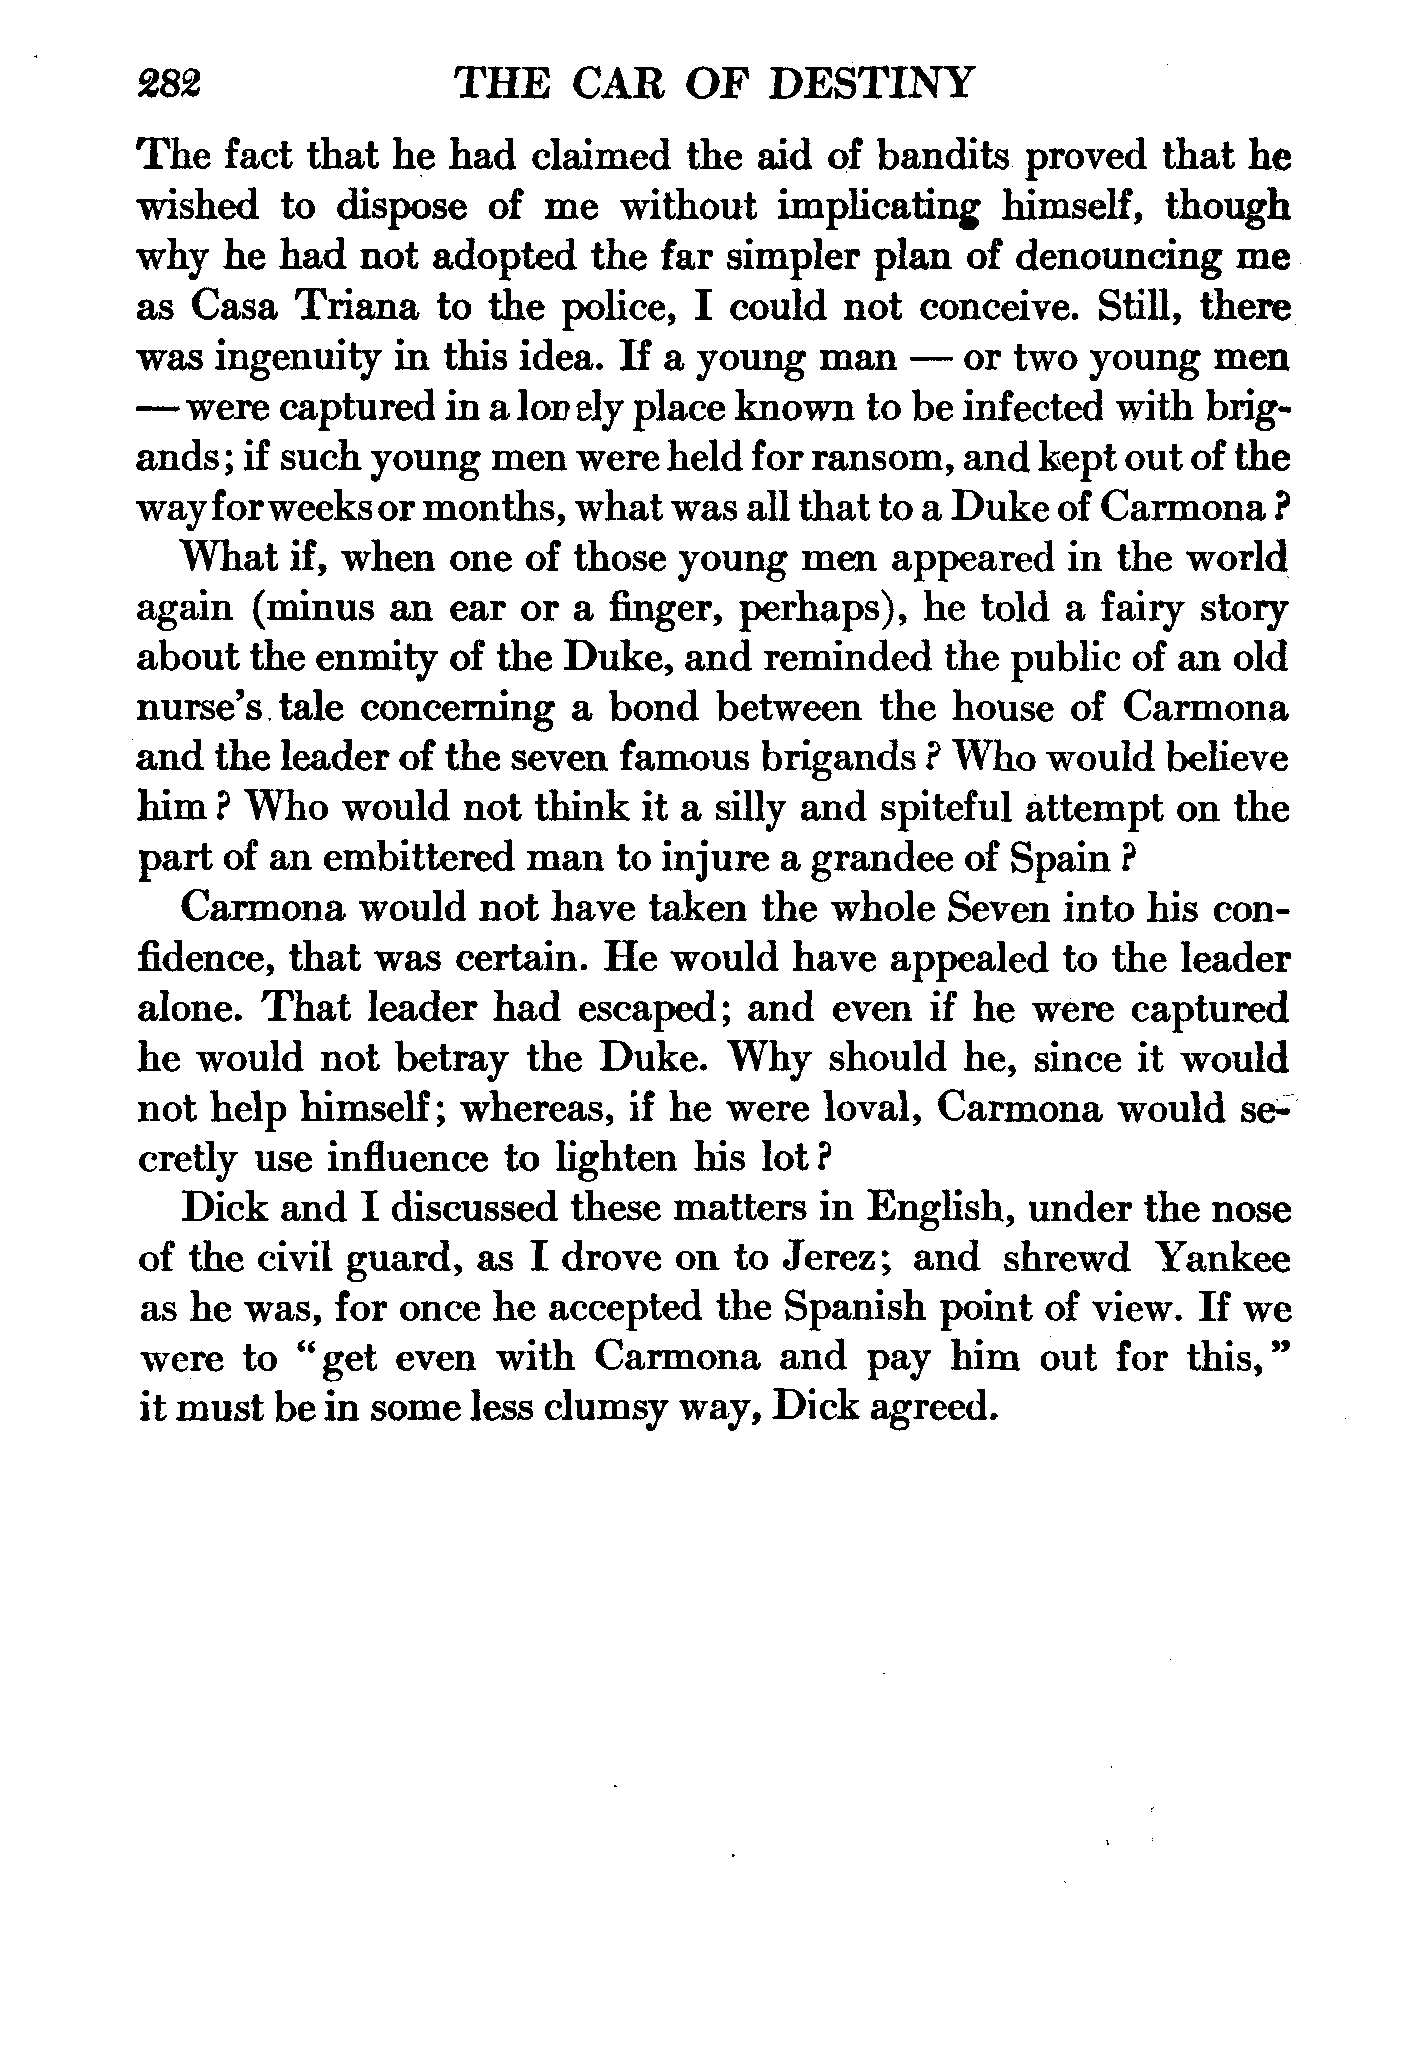 282 THE CAR OF DESTINY
The fact that he had claimed the aid of bandits proved that he
wished to dispose of me without implicating himself, though
why he had not adopted the far simpler plan of denouncing me
as Casa Triana to the police, I could not conceive. Still, there
was ingenuity in this idea. If a young man — or two young men
— were captured in a lonely place known to be infected with brig-
ands; if such young men were held for ransom, and kept out of the
way for weeks or months, what was all that to a Duke of Carmona?
What if, when one of those young men appeared in the world
again (minus an ear or a finger, perhaps), he told a fairy story
about the enmity of the Duke, and reminded the public of an old
nurse's tale concerning a bond between the house of Carmona
and the leader of the seven famous brigands? Who would believe
him? Who would not think it a silly and spiteful attempt on the
part of an embittered man to injure a grandee of Spain?
Carmona would not have taken the whole Seven into his con-
fidence, that was certain. He would have appealed to the leader
alone. That leader had escaped; and even if he were captured
he would not betray the Duke. Why should he, since it would
not help himself; whereas, if he were loval, Carmona would se-
cretly use influence to lighten his lot?
Dick and I discussed these matters in English, under the nose
of the civil guard, as I drove on to Jerez; and shrewd Yankee
as he was, for once he accepted the Spanish point of view. If we
were to "get even with Carmona and pay him out for this,"
it must be in some less clumsy way, Dick agreed.